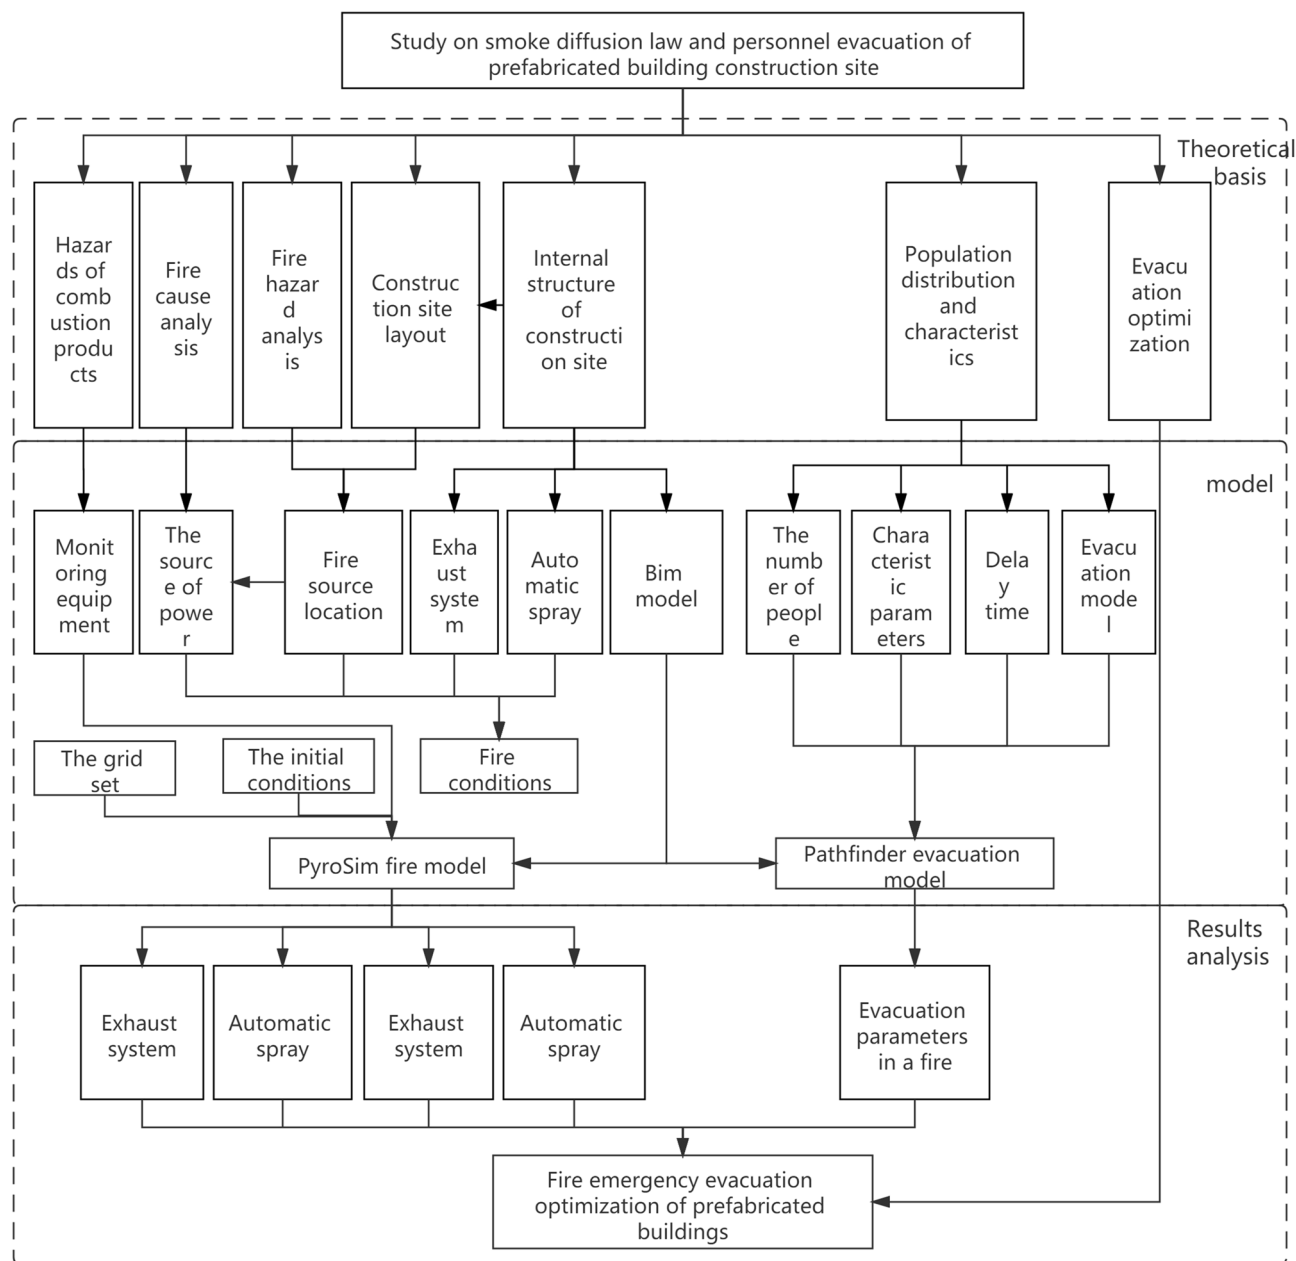 Study on smoke diffusion law and personnel evacuation of
prefabricated building construction site
Theoretical
basis
Hazar
ds of
comb
ustion
produ
cts
Fire
cause
analy
sis
Fire
hazar
d
analys
is
Construc
tion site
layout
Internal
structure
of
constructi
on site
Population
distribution
and
characterist
ics
Evacu
ation
optimi
zation
model
Monit
oring
equip
ment
The
sourc
e of
powe
r
Fire
source
location
Exha
ust
syste
m
Auto
matic
spray
Bim
model
The
numb
er of
peopl
e
Chara
cterist
ic
param
eters
Dela
y
time
Evacu
ation
mode
l
The grid
set
The initial
conditions
Fire
conditions
PyroSim fire model
Pathfinder evacuation
model
Results
analysis
Exhaust
system
Automatic
spray
Exhaust
system
Automatic
spray
Evacuation
parameters
in a fire
Fire emergency evacuation
optimization of prefabricated
buildings